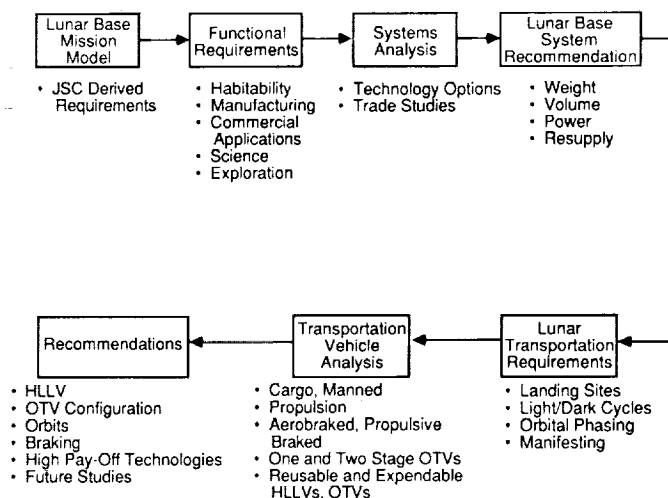 Lunar Base
Mission
Model
• JSC Derived
Requirements
Functional
Requirements
• Habitability
• Manufacturing
• Commercial
Applications
• Science
• Exploration
Systems
Analysis
• Technology Options
• Trade Studies
Lunar Base
System
Recommendation
• Weight
• Volume
• Power
• Resupply
Lunar
Transportation
Requirements
• Landing Sites
• Light/Dark Cycles
• Orbital Phasing
• Manifesting
Transportation
Vehicle
Analysis
• Cargo, Manned
• Propulsion
• Aerobraked, Propulsive
Braked
• One and Two Stage OTVs
• Reusable and Expendable
HLLVs, OTVs
Recommendations
• HLLV
• OTV Configuration
• Orbits
• Braking
• High Pay-Off Technologies
• Future Studies